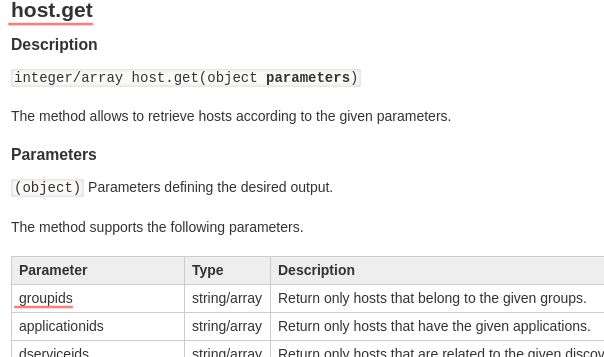 host.get
Description
integer/array host.get(object parameters)
The method allows to retrieve hosts according to the given parameters.
Parameters
(object) Parameters defining the desired output.
The method supports the following parameters.
Parameter Type Description
groupids string/array Return only hosts that belong to the given groups.
applicationids string/array Return only hosts that have the given applications.
dserviceids string/array Return only hosts that are related to the given discov